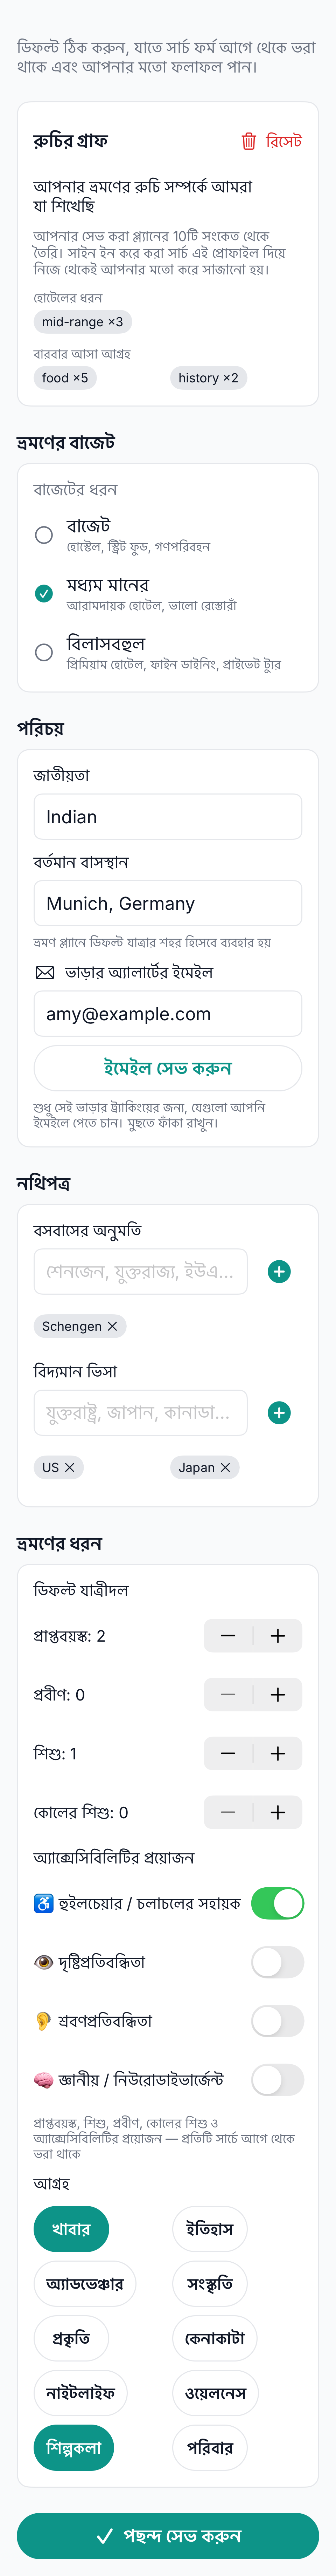 ডিফল্ট ঠিক করুন, যাতে সার্চ ফর্ম আগে থেকে ভরা
থাকে এবং আপনার মতো ফলাফল পান।
রুচির গ্রাফ
রিসেট
আপনার ভ্রমণের রুচি সম্পর্কে আমরা
যা শিখেছি
আপনার সেভ করা প্ল্যানের 10টি সংকেত থেকে
তৈরি। সাইন ইন করে করা সার্চ এই প্রোফাইল দিয়ে
নিজে থেকেই আপনার মতো করে সাজানো হয়।
হোটেলের ধরন
mid-range ×3
বারবার আসা আগ্রহ
food ×5
history ×2
ভ্রমণের বাজেট
বাজেটের ধরন
বাজেট
হোস্টেল, স্ট্রিট ফুড, গণপরিবহন
মধ্যম মানের
আরামদায়ক হোটেল, ভালো রেস্তোরাঁ
বিলাসবহুল
প্রিমিয়াম হোটেল, ফাইন ডাইনিং, প্রাইভেট ট্যুর
পরিচয়
জাতীয়তা
Indian
বর্তমান বাসস্থান
Munich, Germany
ভ্রমণ প্ল্যানে ডিফল্ট যাত্রার শহর হিসেবে ব্যবহার হয়
ভাড়ার অ্যালার্টের ইমেইল
amy@example.com
ইমেইল সেভ করুন
শুধু সেই ভাড়ার ট্র্যাকিংয়ের জন্য, যেগুলো আপনি
ইমেইলে পেতে চান। মুছতে ফাঁকা রাখুন।
নথিপত্র
বসবাসের অনুমতি
শেনজেন, যুক্তরাজ্য, ইউএ...
Schengen
বিদ্যমান ভিসা
যুক্তরাষ্ট্র, জাপান, কানাডা...
US
Japan
ভ্রমণের ধরন
ডিফল্ট যাত্রীদল
প্রাপ্তবয়স্ক: 2
প্রবীণ: 0
শিশু: 1
কোলের শিশু: 0
অ্যাক্সেসিবিলিটির প্রয়োজন
হুইলচেয়ার / চলাচলের সহায়ক
দৃষ্টিপ্রতিবন্ধিতা
শ্রবণপ্রতিবন্ধিতা
জ্ঞানীয় / নিউরোডাইভার্জেন্ট
প্রাপ্তবয়স্ক, শিশু, প্রবীণ, কোলের শিশু ও
অ্যাক্সেসিবিলিটির প্রয়োজন — প্রতিটি সার্চে আগে থেকে
ভরা থাকে
আগ্রহ
খাবার
ইতিহাস
অ্যাডভেঞ্চার
সংস্কৃতি
প্রকৃতি
কেনাকাটা
নাইটলাইফ
ওয়েলনেস
শিল্পকলা
পরিবার
পছন্দ সেভ করুন